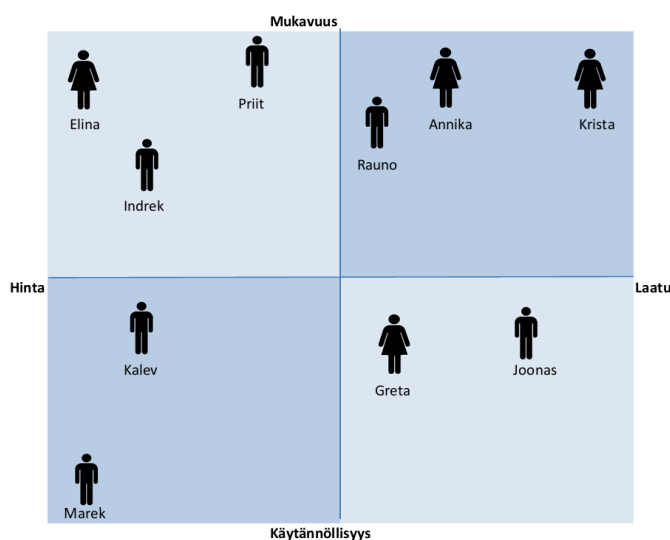 Mukavuus
Elina
Priit
Annika
Krista
Rauno
Indrek
Hinta
Laatu
Kalev
Greta
Joonas
Marek
Käytännöllisyys